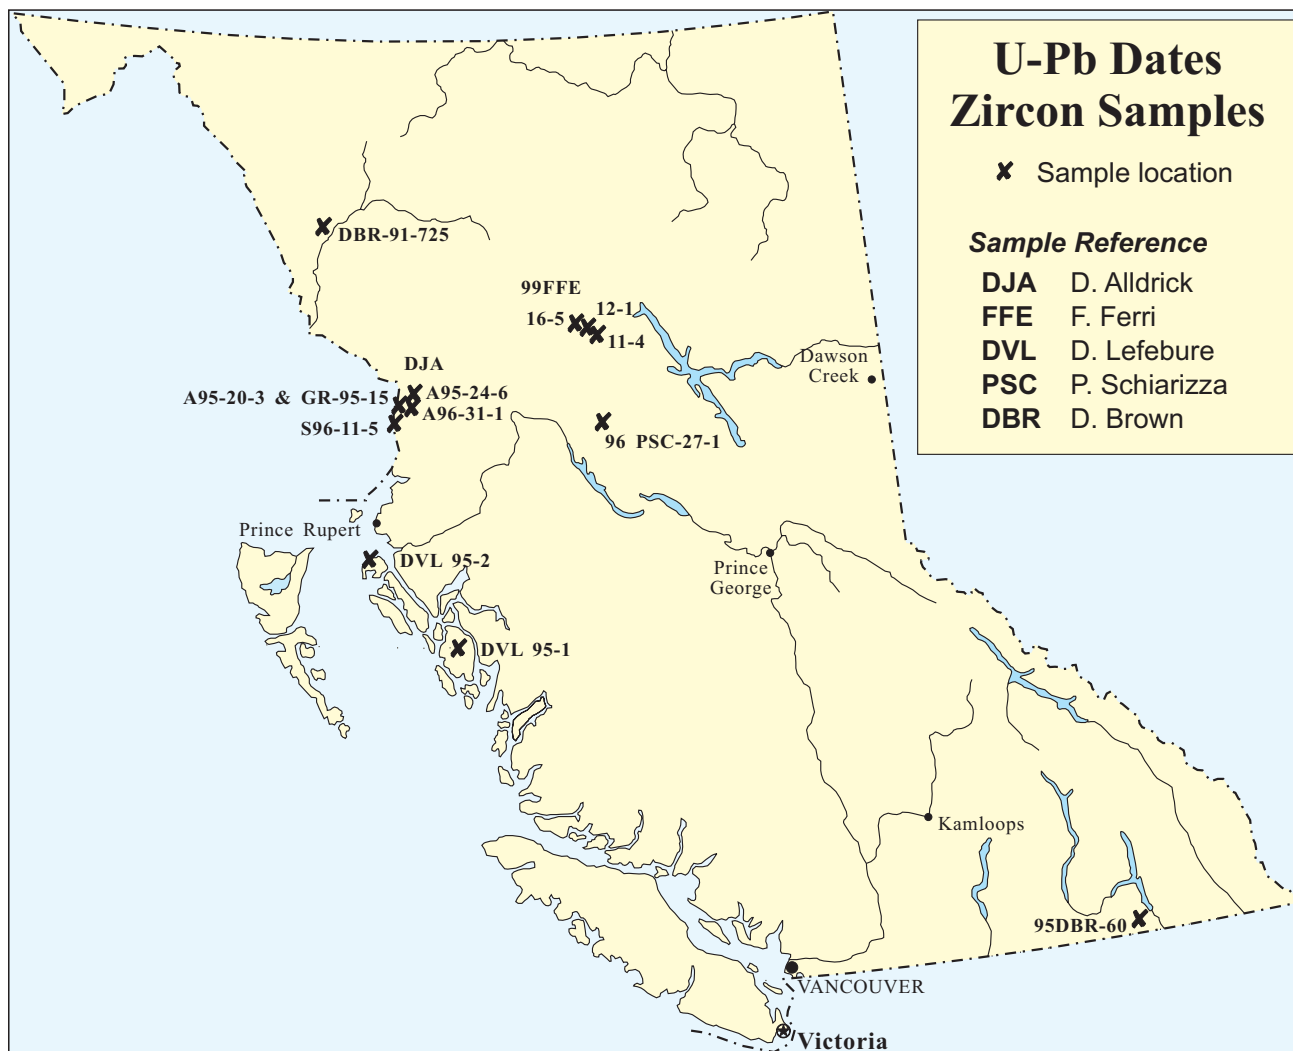 U-Pb Dates
Zircon Samples
✘ Sample location
Sample Reference
DJA D. Alldrick
FFE F. Ferri
DVL D. Lefebure
PSC P. Schiarizza
DBR D. Brown
DBR-91-725
99FFE
12-1
16-5
11-4
Dawson
Creek
DJA
A95-20-3 & GR-95-15
A95-24-6
A96-31-1
S96-11-5
96 PSC-27-1
Prince Rupert
DVL 95-2
Prince
George
DVL 95-1
Kamloops
95DBR-60
VANCOUVER
Victoria